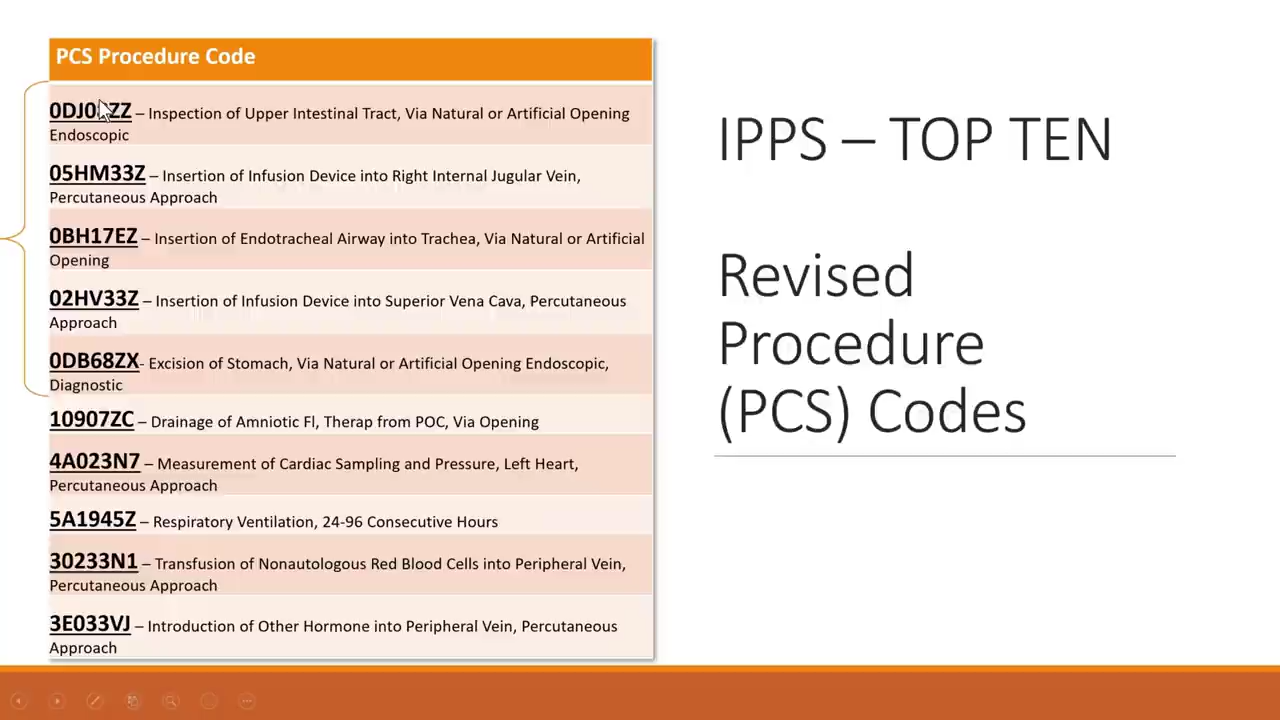 PCS Procedure Code
– Inspection of Upper Intestinal Tract, Via Natural or Artificial Opening
Endoscopic
05HM33Z – Insertion of Infusion Device into Right Internal Jugular Vein,
Percutaneous Approach
0BH17EZ – Insertion of Endotracheal Airway into Trachea, Via Natural or Artificial
Opening
02HV33Z – Insertion of Infusion Device into Superior Vena Cava, Percutaneous
Approach
0DB68ZX- Excision of Stomach, Via Natural or Artificial Opening Endoscopic,
Diagnostic
10907ZC – Drainage of Amniotic Fl, Therap from POC, Via Opening
4A023N7 – Measurement of Cardiac Sampling and Pressure, Left Heart,
Percutaneous Approach
5A1945Z – Respiratory Ventilation, 24-96 Consecutive Hours
30233N1 – Transfusion of Nonautologous Red Blood Cells into Peripheral Vein,
Percutaneous Approach
3E033VJ – Introduction of Other Hormone into Peripheral Vein, Percutaneous
Approach
IPPS – TOP TEN
Revised
Procedure
(PCS) Codes